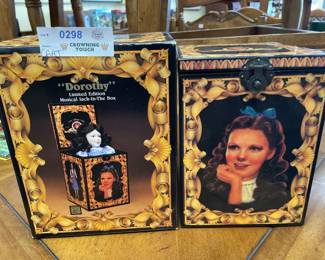 0298
CROWNING
TOUCH
"Dorothy"
Limited Edition
Musical Jack-In-The Box